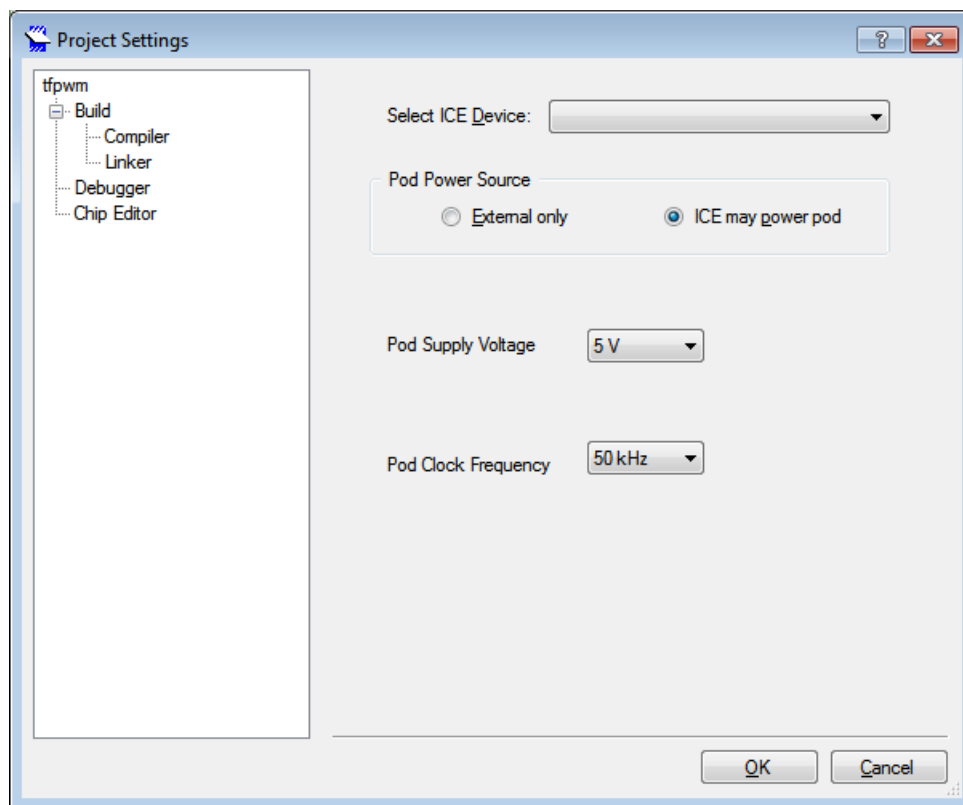 Project Settings
tfpwm
Build
Compiler
Linker
Debugger
Chip Editor
Select ICE Device:
Pod Power Source
External only
ICE may power pod
Pod Supply Voltage
5 V
Pod Clock Frequency
50 kHz
OK
Cancel